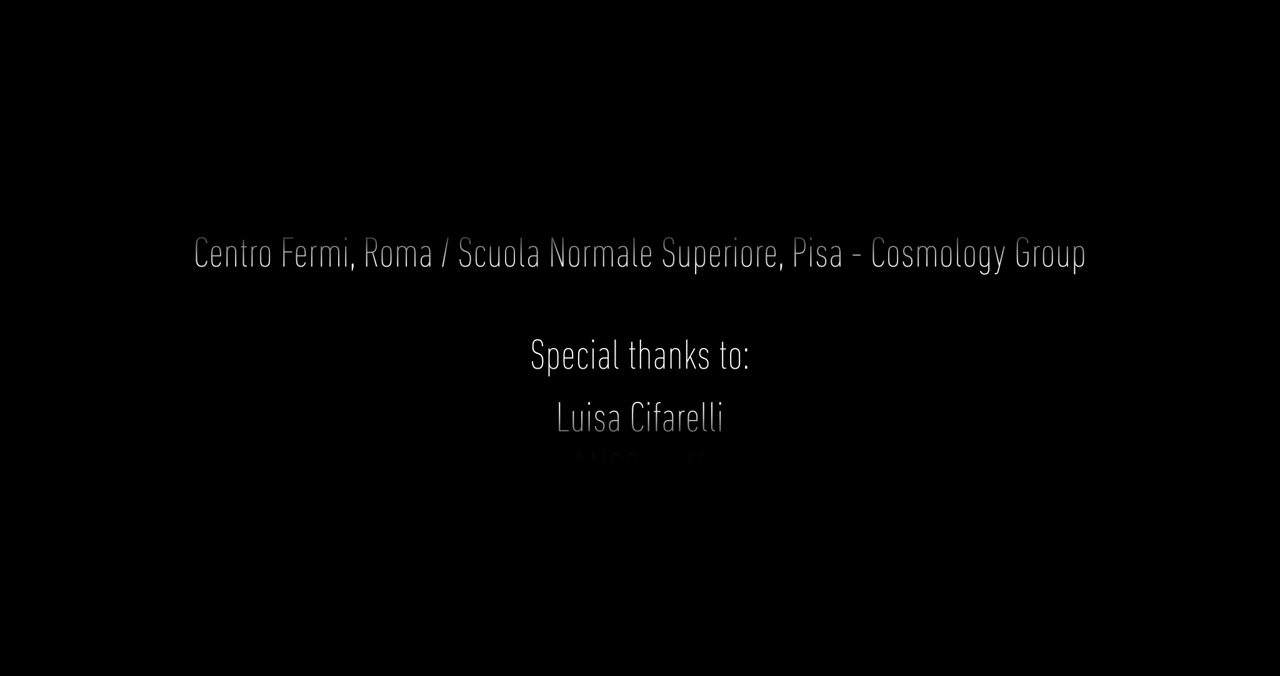 Centro Fermi, Roma / Scuola Normale Superiore, Pisa - Cosmology Group
Special thanks to:
Luisa Cifarelli